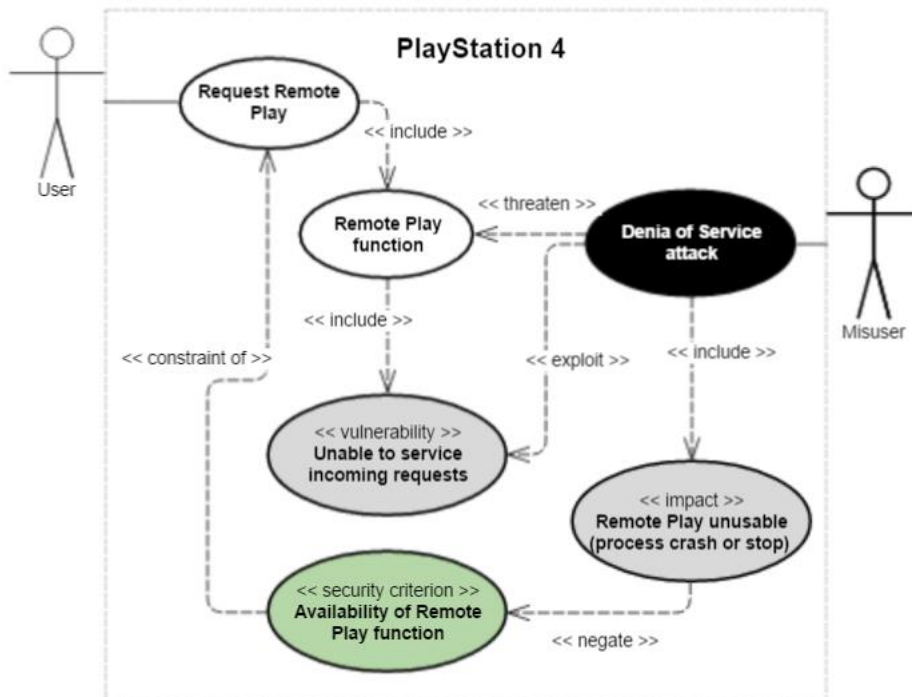 PlayStation 4
Request Remote
Play
User
<< include >>
<< threaten >>
Remote Play
function
Denia of Service
attack
Misuser
<< include >>
<< constraint of >>
<< exploit >>
<< include >>
<< vulnerability >>
Unable to service
incoming requests
<< impact >>
Remote Play unusable
(process crash or stop)
<< security criterion >>
Availability of Remote
Play function
<< negate >>